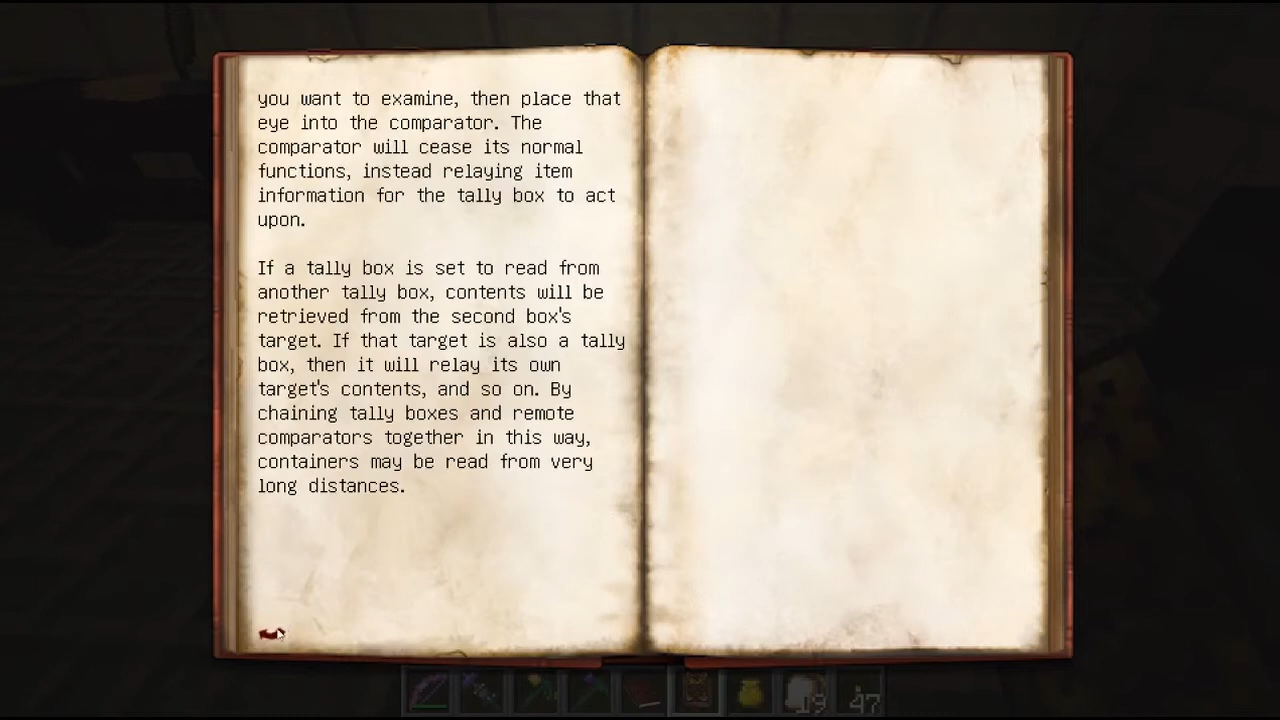 you want to examine, then place that
eye into the comparator. The
comparator will cease its normal
functions, instead relaying item
information for the tally box to act
upon.
If a tally box is set to read from
another tally box, contents will be
retrieved from the second box's
target. If that target is also a tally
box, then it will relay its own
target's contents, and so on. By
chaining tally boxes and remote
comparators together in this way,
containers may be read from very
long distances.
19
47